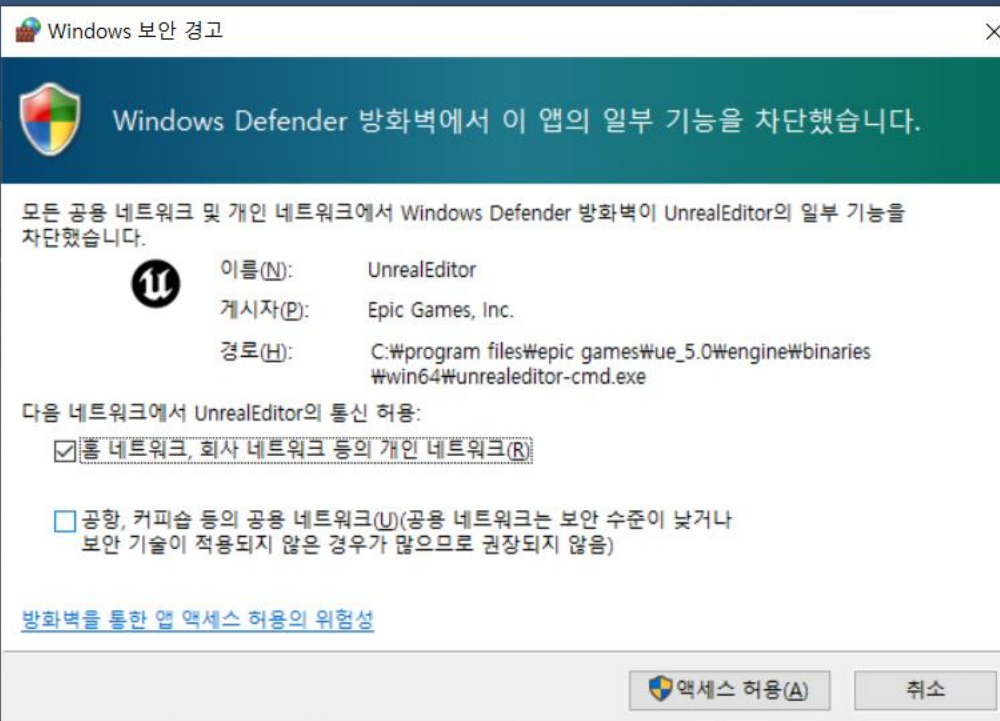 Windows 보안 경고
Windows Defender 방화벽에서 이 앱의 일부 기능을 차단했습니다.
모든 공용 네트워크 및 개인 네트워크에서 Windows Defender 방화벽이 UnrealEditor의 일부 기능을
차단했습니다.
이름(N): UnrealEditor
게시자(P): Epic Games, Inc.
경로(H): C:₩program files₩epic games₩ue_5.0₩engine₩binaries
₩win64₩unrealeditor-cmd.exe
다음 네트워크에서 UnrealEditor의 통신 허용:
홈 네트워크, 회사 네트워크 등의 개인 네트워크(R)
공항, 커피숍 등의 공용 네트워크(U)(공용 네트워크는 보안 수준이 낮거나
보안 기술이 적용되지 않은 경우가 많으므로 권장되지 않음)
방화벽을 통한 앱 액세스 허용의 위험성
액세스 허용(A) 취소